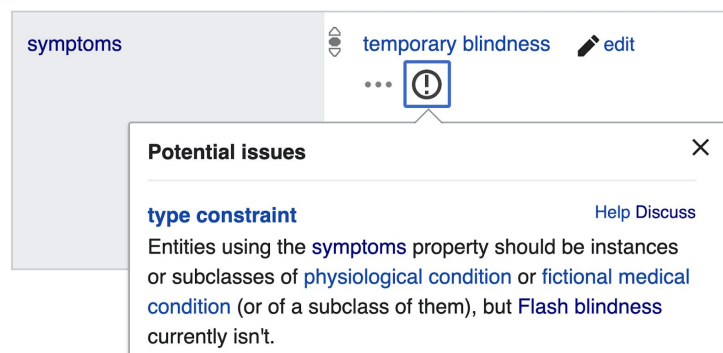 symptoms
temporary blindness
edit
Potential issues
type constraint
Help Discuss
Entities using the symptoms property should be instances
or subclasses of physiological condition or fictional medical
condition (or of a subclass of them), but Flash blindness
currently isn't.